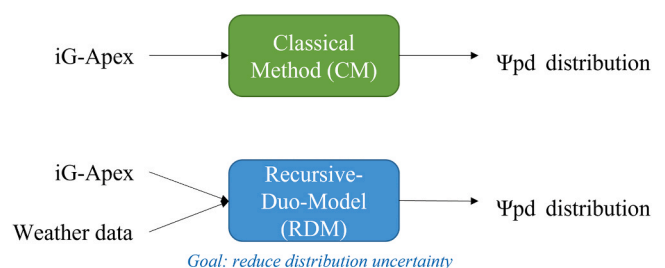 iG-Apex
Classical
Method (CM)
Ψpd distribution
iG-Apex
Weather data
Recursive-
Duo-Model
(RDM)
Ψpd distribution
Goal: reduce distribution uncertainty